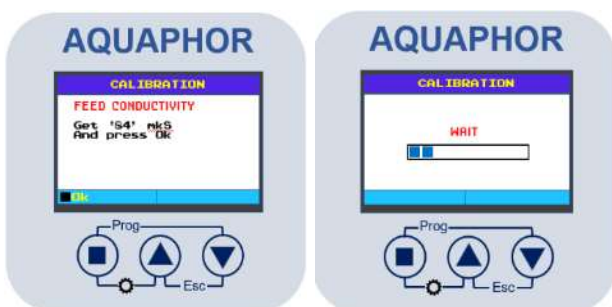 AQUAPHOR
CALIBRATION
FEED CONDUCTIVITY
Get '84' mkS
And press Ok
Ok
Prog
Esc
AQUAPHOR
CALIBRATION
WAIT
Prog
Esc